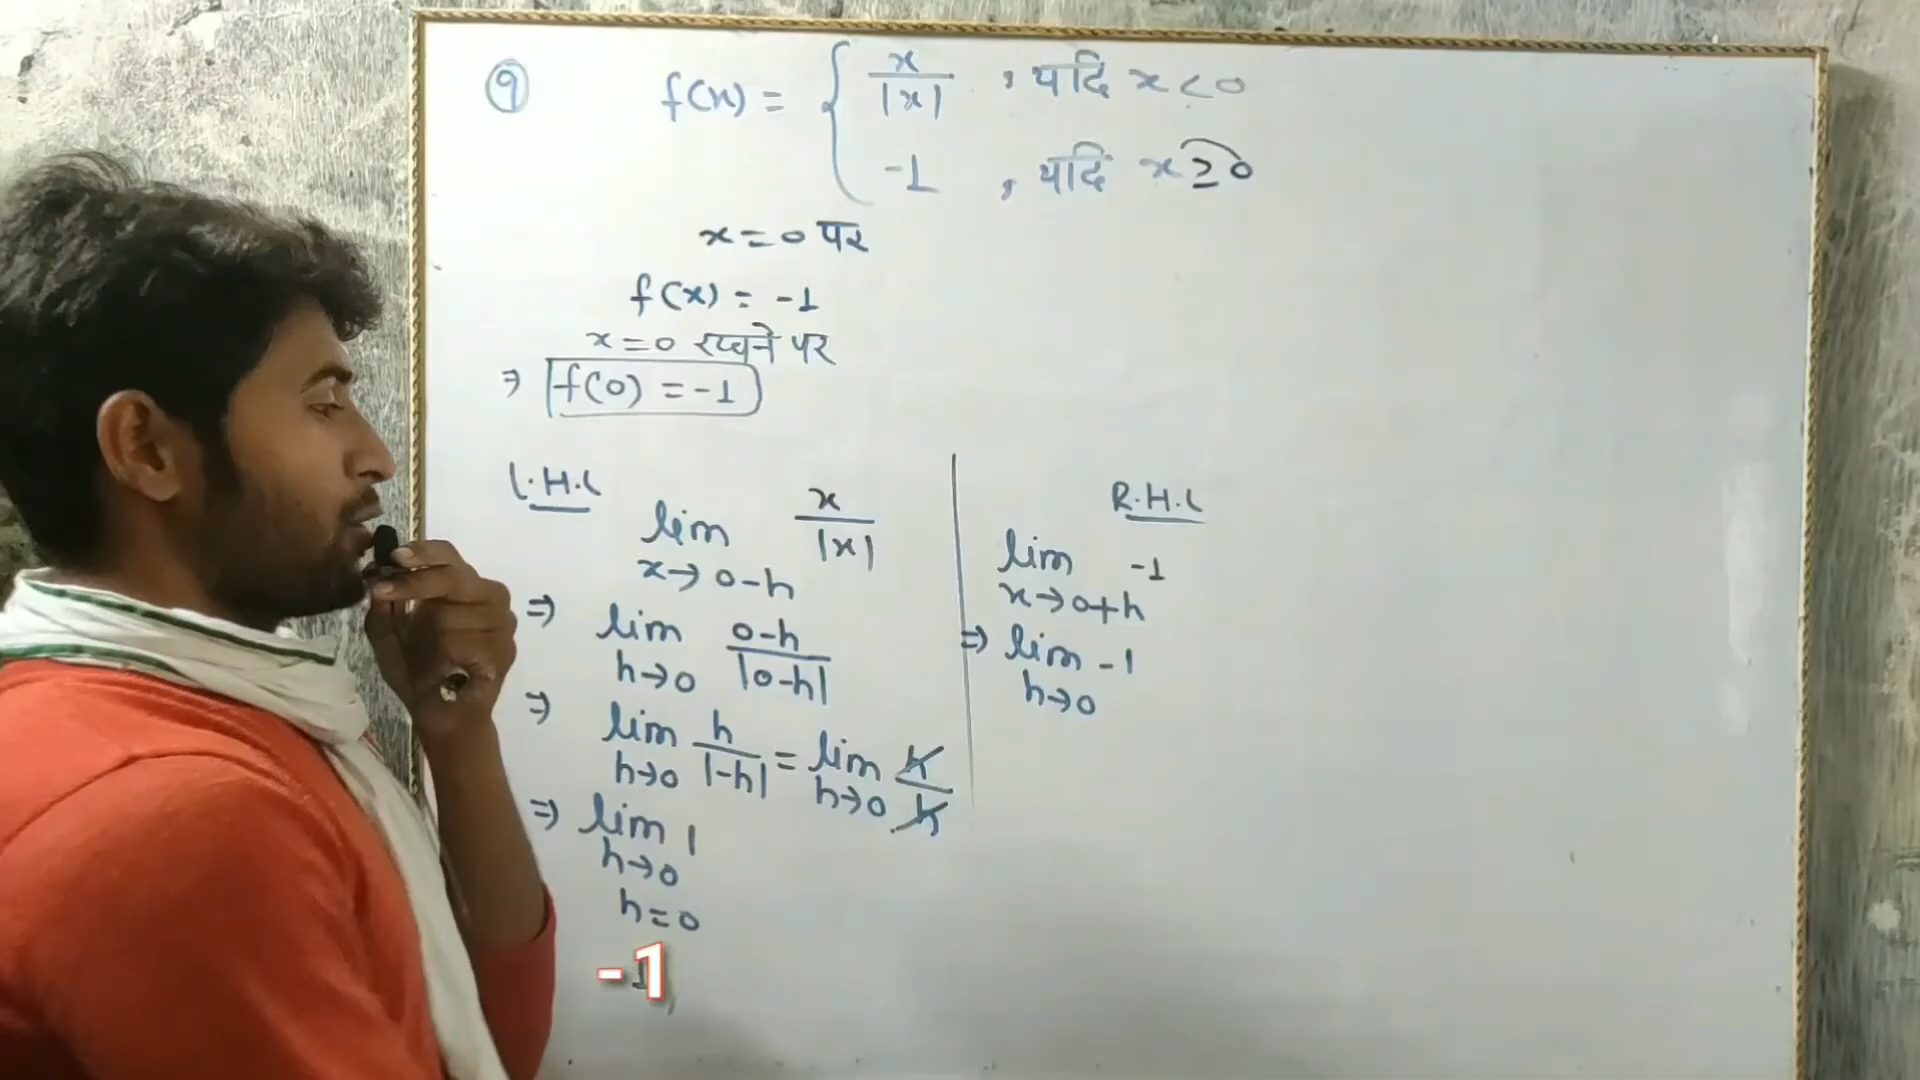 ९ f(x) = { x/|x| , यदि x < 0
-1 , यदि x ≥ 0
x = 0 पर
f(x) = -1
x = 0 रखने पर
⇒ f(0) = -1
L.H.L
lim x→0-h x/|x|
⇒ lim h→0 0-h/|0-h|
⇒ lim h→0 h/|-h| = lim h→0 h/h
⇒ lim h→0 1
h=0
-1
R.H.L
lim x→0+h -1
⇒ lim h→0 -1